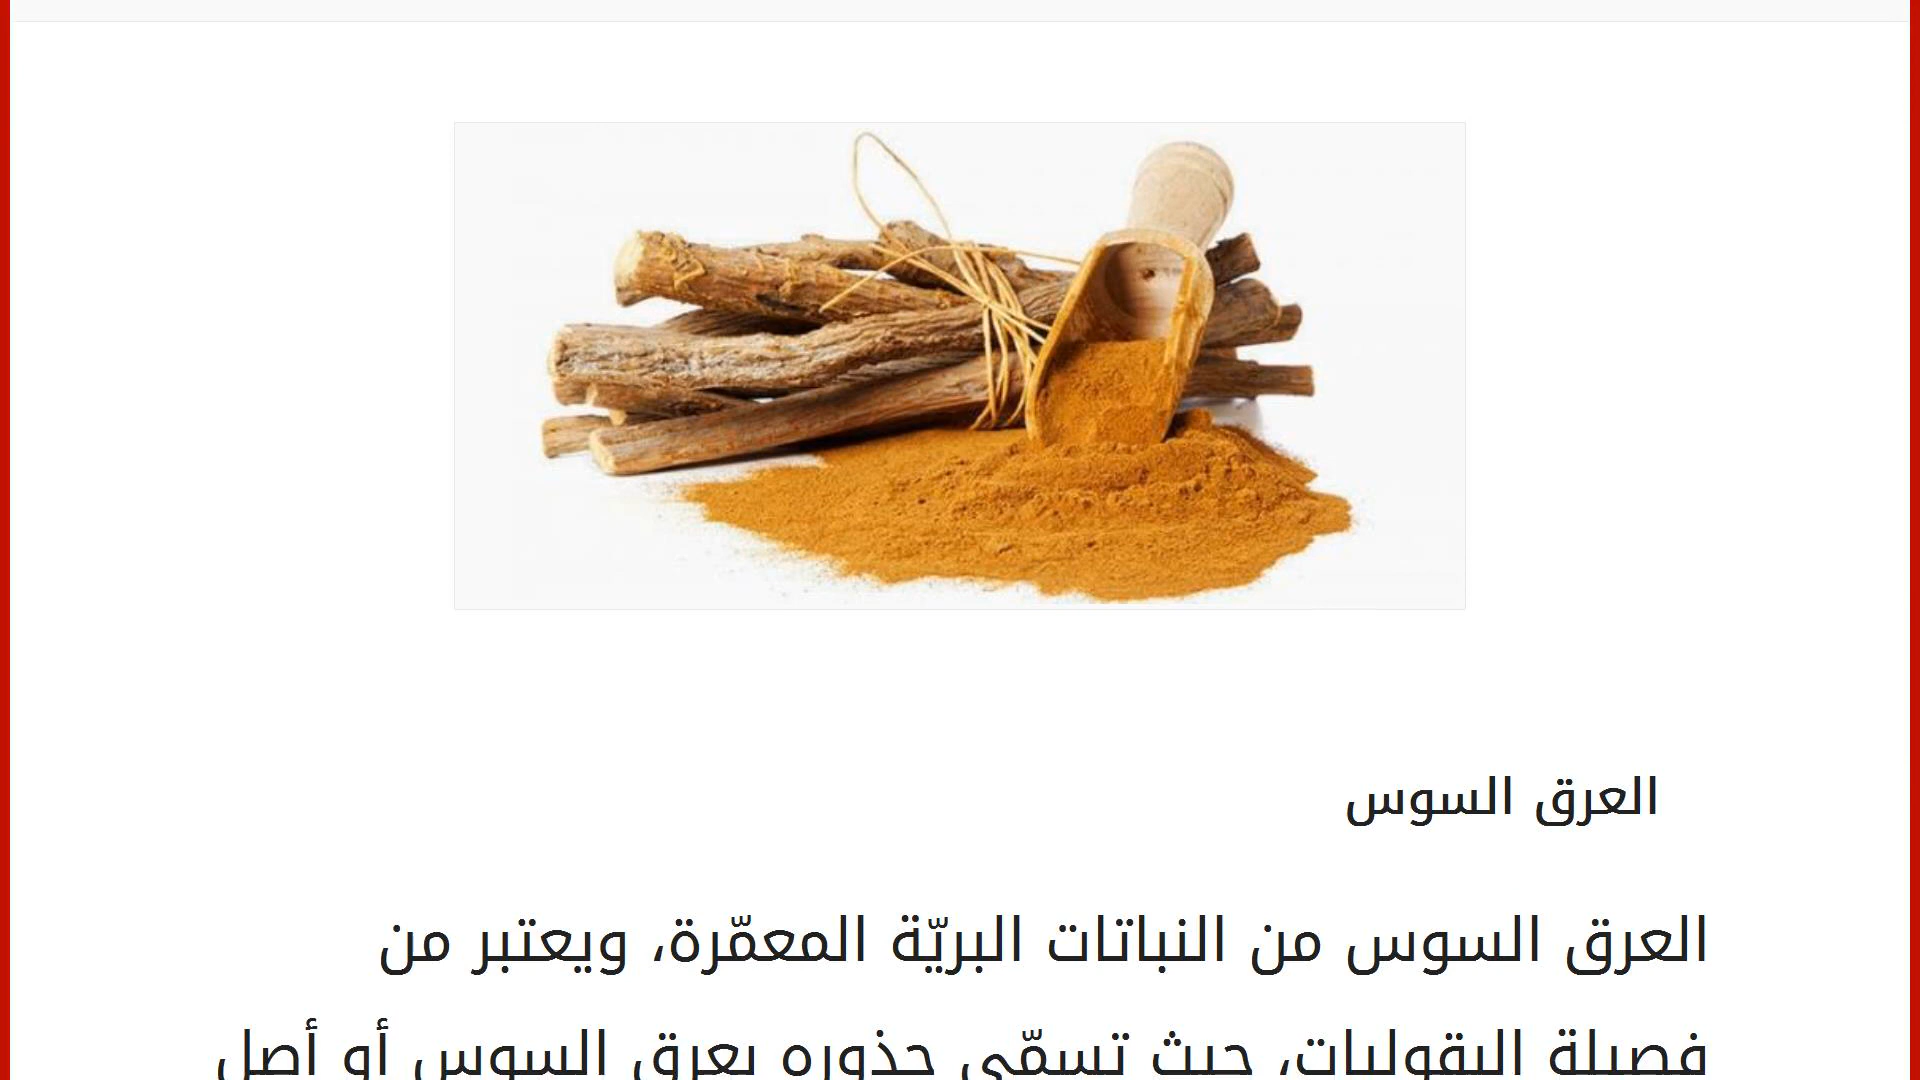 العرق السوس
العرق السوس من النباتات البريّة المعمّرة، ويعتبر من
فصيلة البقوليات، حيث تسمّى جذوره بعرق السوس أو أصل